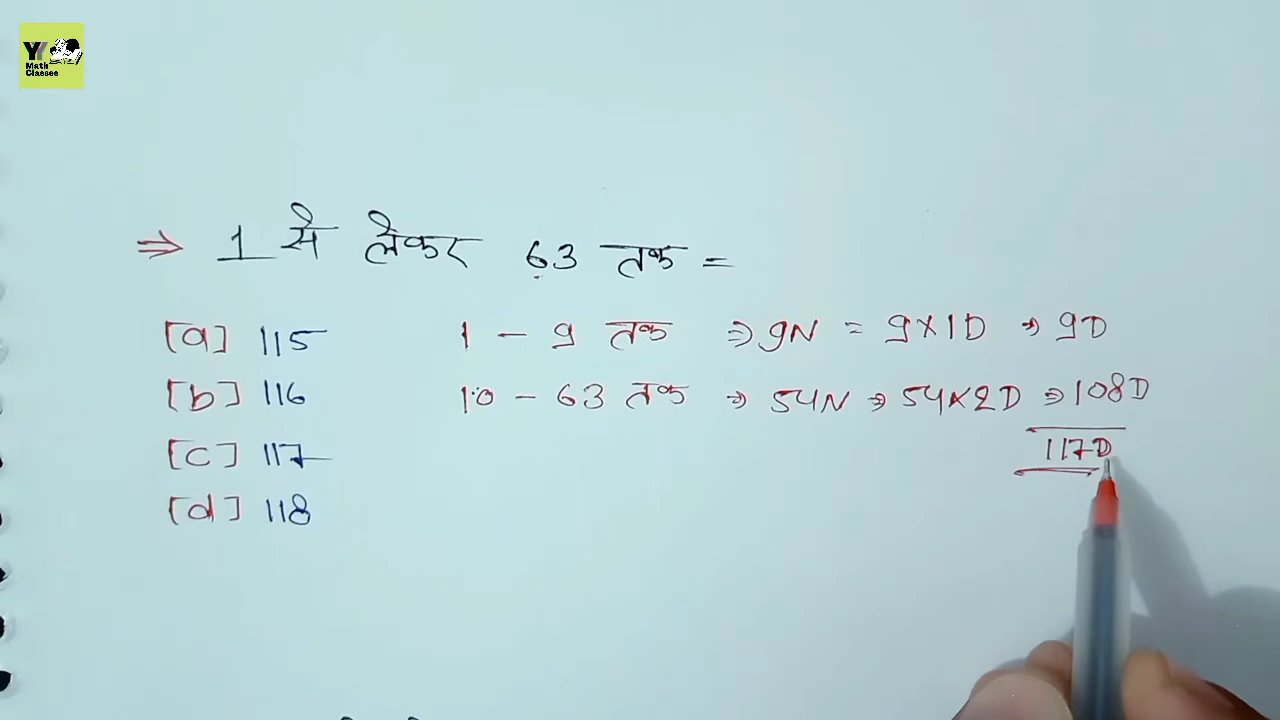 YY
Math
Classes
⇒ 1 से लेकर 63 तक =
[a] 115
1 - 9 तक ⇒ 9N = 9×1D → 9D
[b] 116
10 - 63 तक → 54N → 54×2D ⇒ 108D
[c] 117
117D
[d] 118